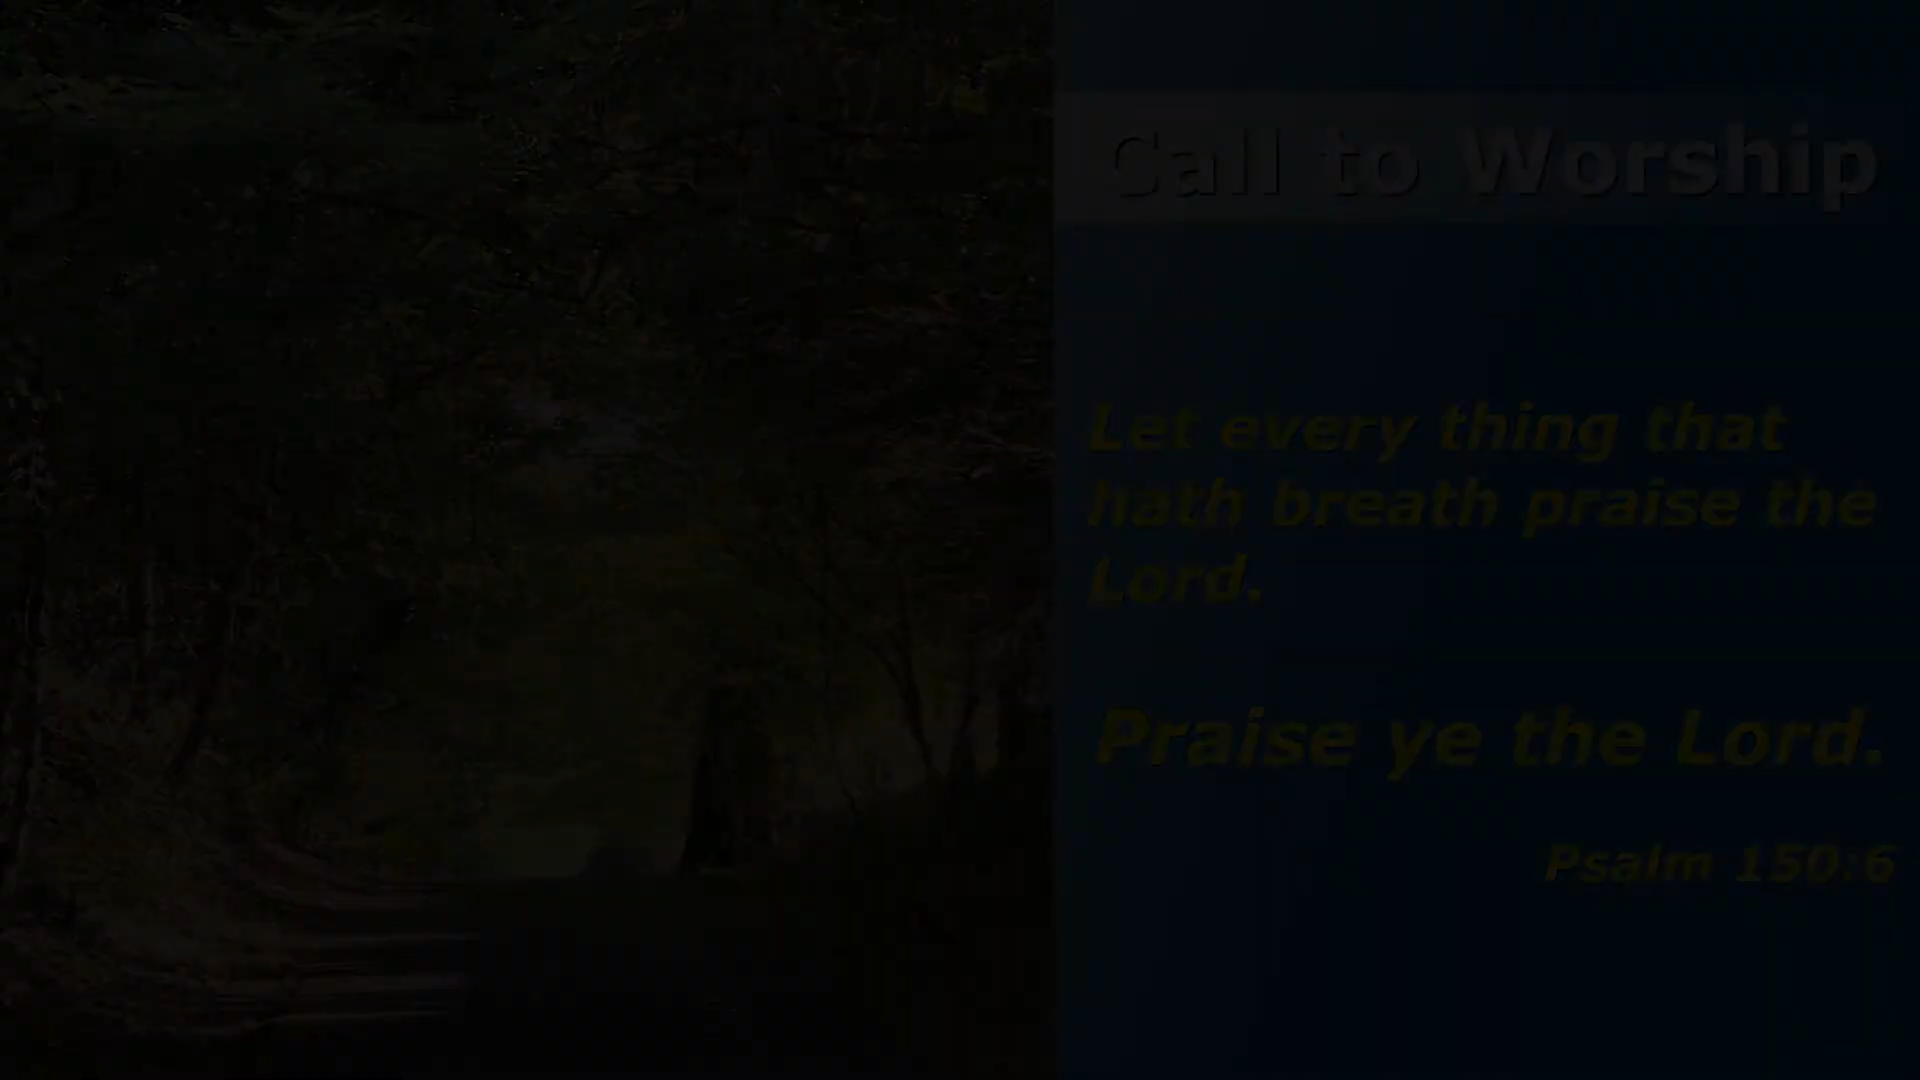 Call to Worship
Let every thing that
hath breath praise the
Lord.
Praise ye the Lord.
Psalm 150:6